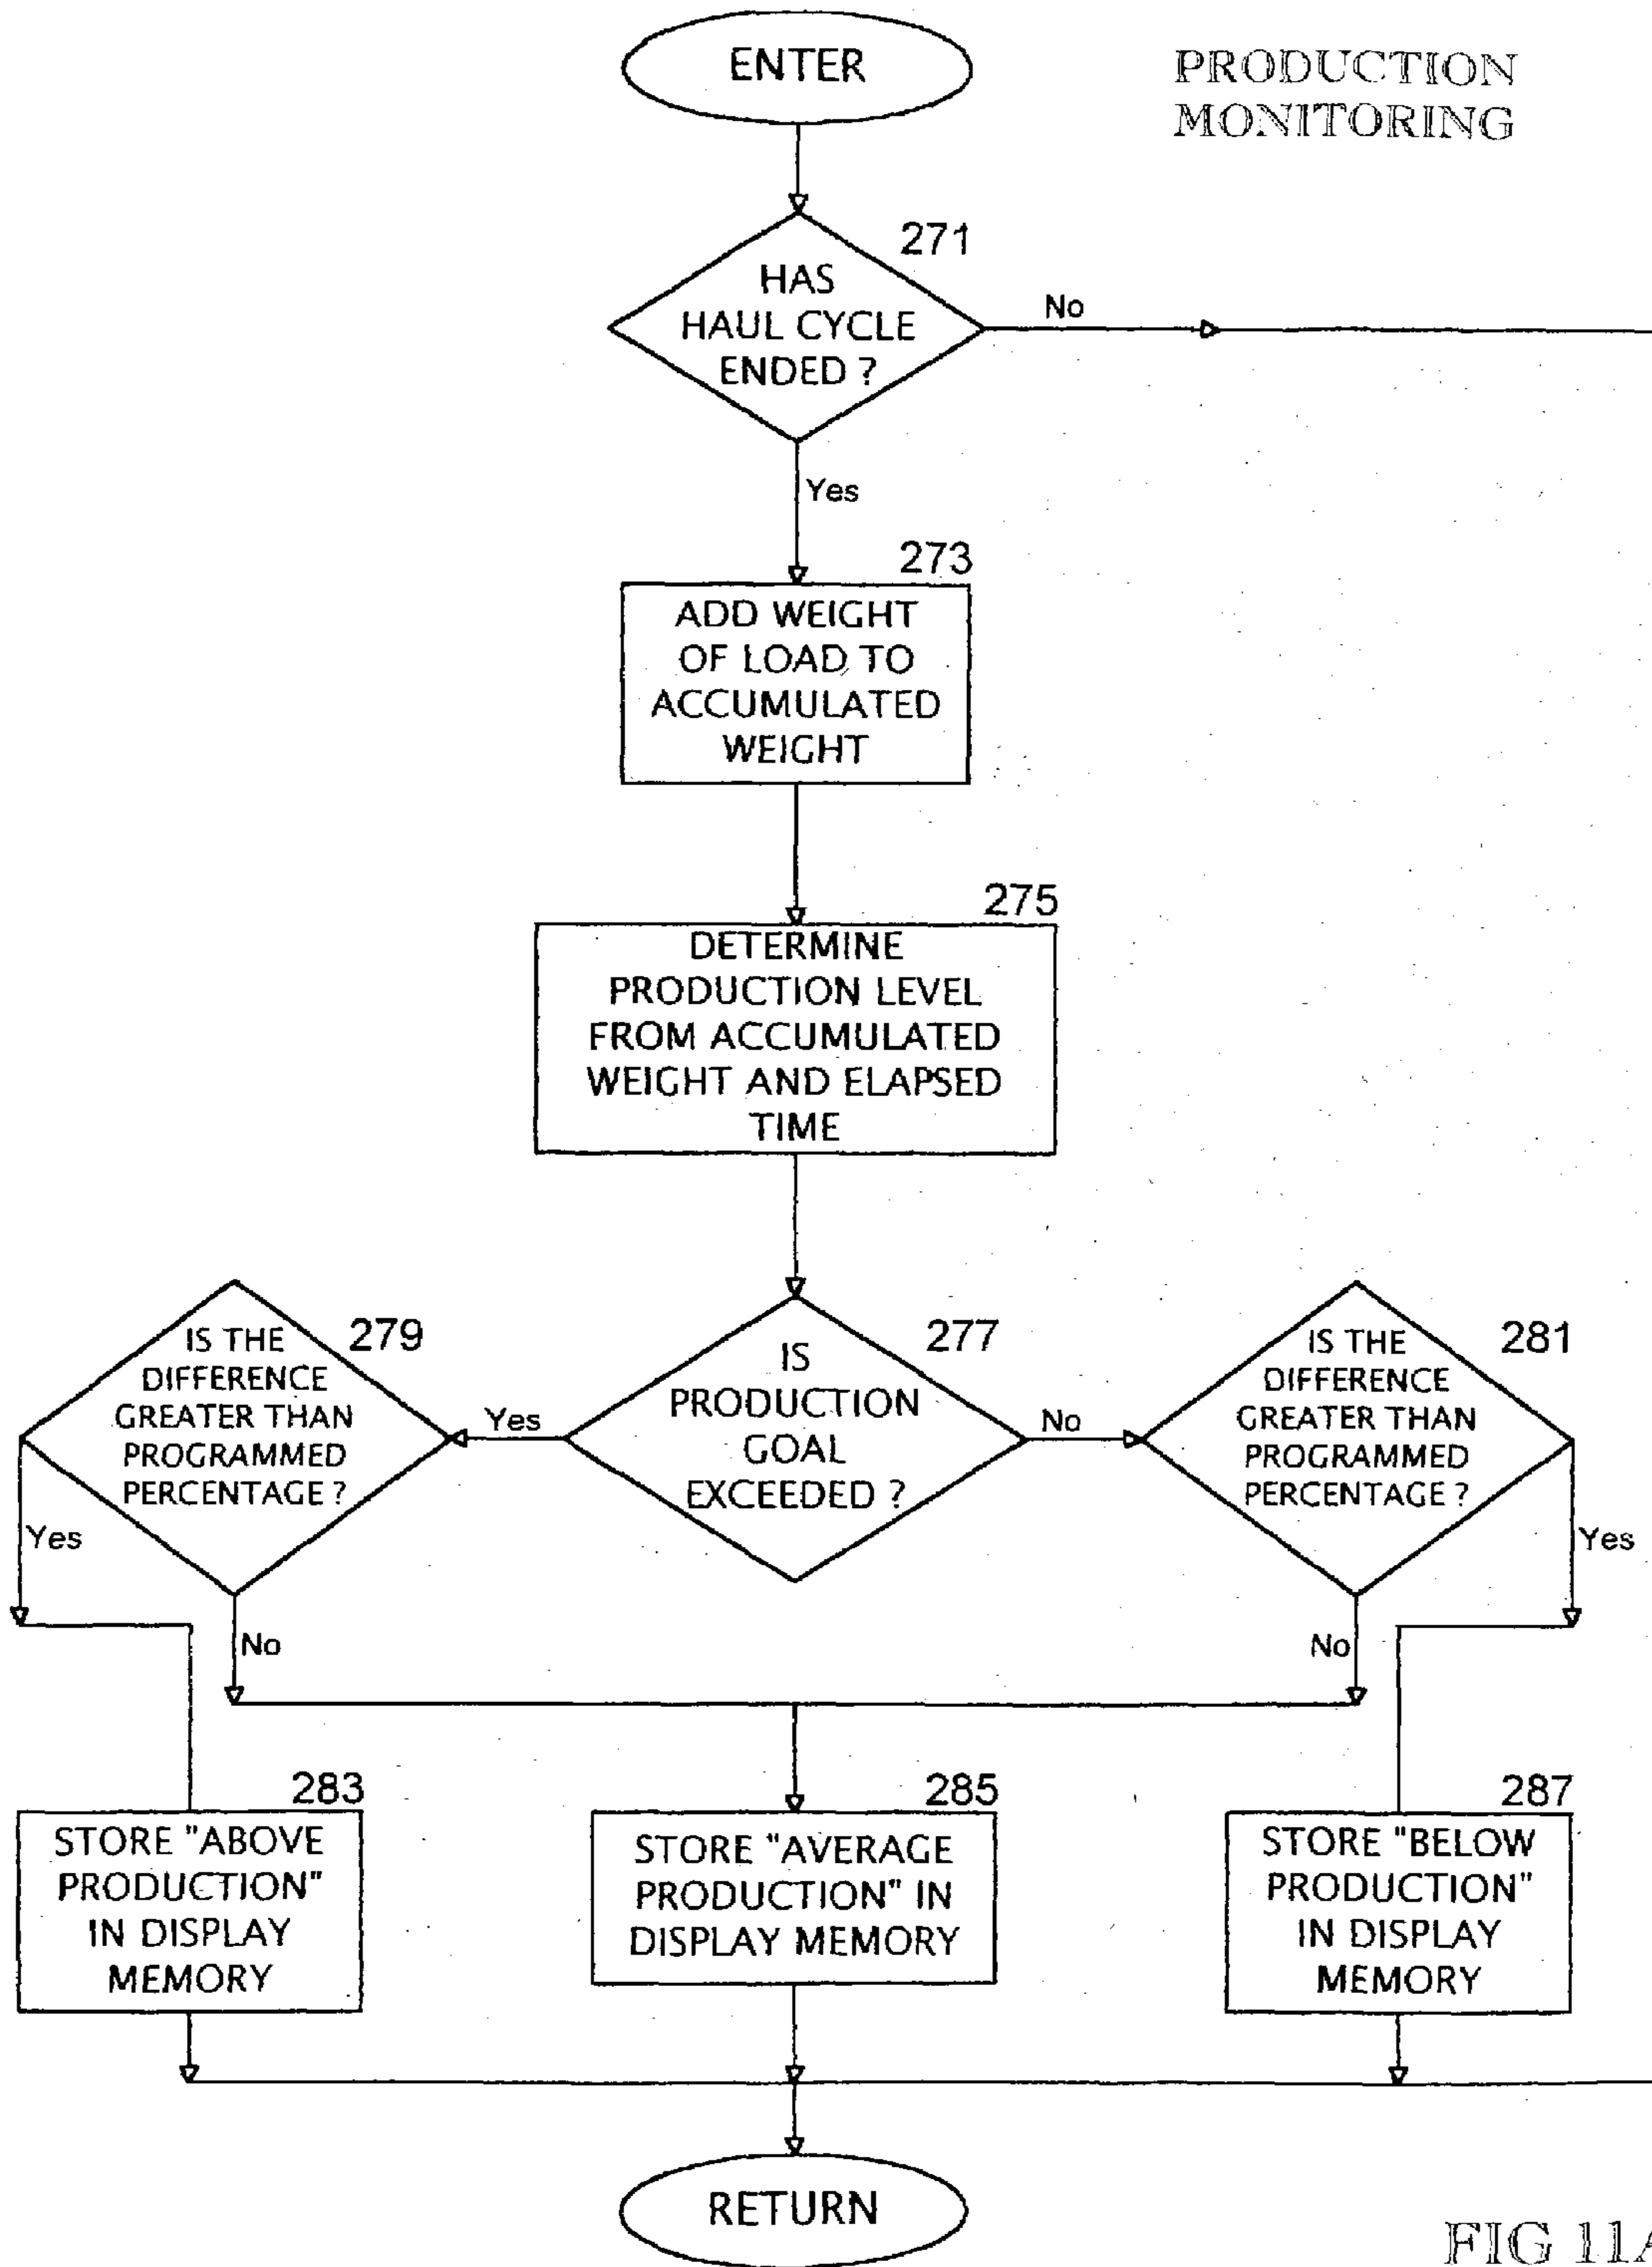 ENTER
PRODUCTION
MONITORING
271
HAS
HAUL CYCLE
ENDED ?
No
Yes
273
ADD WEIGHT
OF LOAD TO
ACCUMULATED
WEIGHT
275
DETERMINE
PRODUCTION LEVEL
FROM ACCUMULATED
WEIGHT AND ELAPSED
TIME
279
IS THE
DIFFERENCE
GREATER THAN
PROGRAMMED
PERCENTAGE ?
Yes
277
IS
PRODUCTION
GOAL
EXCEEDED ?
No
281
IS THE
DIFFERENCE
GREATER THAN
PROGRAMMED
PERCENTAGE ?
Yes
No
No
Yes
283
STORE "ABOVE
PRODUCTION"
IN DISPLAY
MEMORY
285
STORE "AVERAGE
PRODUCTION" IN
DISPLAY MEMORY
287
STORE "BELOW
PRODUCTION"
IN DISPLAY
MEMORY
RETURN
FIG 11A